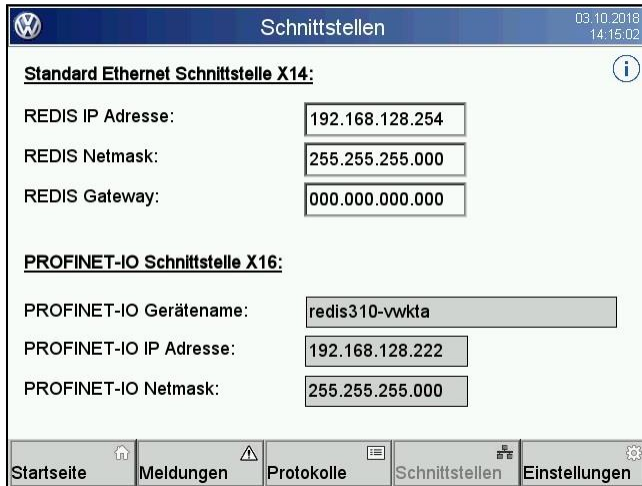 Schnittstellen
03.10.2018
14:15:02
Standard Ethernet Schnittstelle X14:
REDIS IP Adresse: 192.168.128.254
REDIS Netmask: 255.255.255.000
REDIS Gateway: 000.000.000.000
PROFINET-IO Schnittstelle X16:
PROFINET-IO Gerätename: redis310-vwkta
PROFINET-IO IP Adresse: 192.168.128.222
PROFINET-IO Netmask: 255.255.255.000
Startseite Meldungen Protokolle Schnittstellen Einstellungen